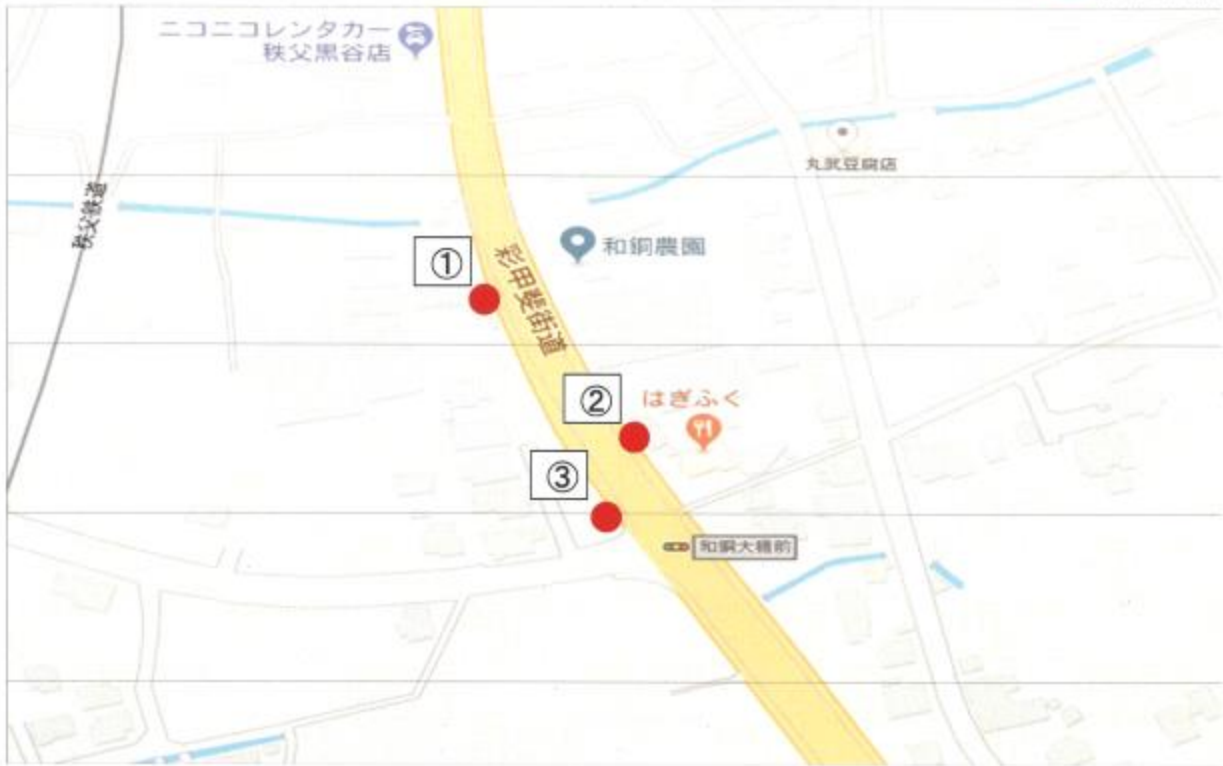 ニコニコレンタカー
秩父黒谷店
丸武豆腐店
秩父鉄道
和銅農園
①
彩甲斐街道
②
はぎふく
③
和銅大橋前